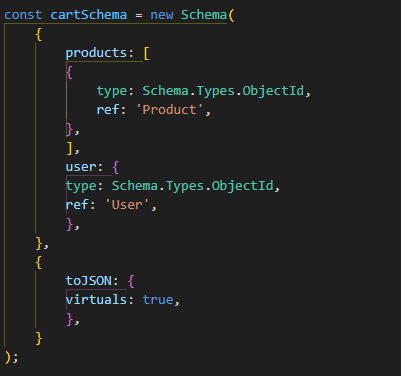 const cartSchema = new Schema(
{
products: [
{
type: Schema.Types.ObjectId,
ref: 'Product',
},
],
user: {
type: Schema.Types.ObjectId,
ref: 'User',
},
},
{
toJSON: {
virtuals: true,
},
}
);